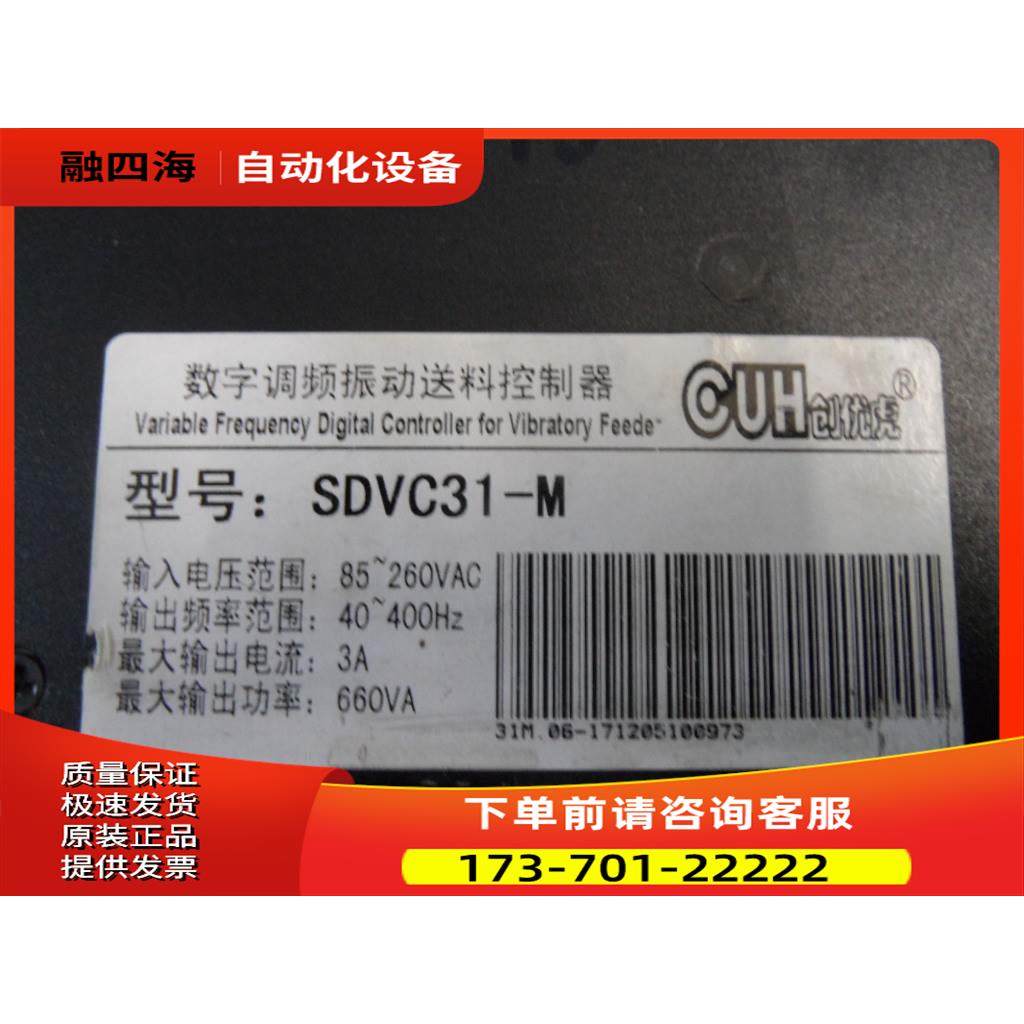 融四海 | 自动化设备
数字调频振动送料控制器
Variable Frequency Digital Controller for Vibratory Feede
CUH创优虎®
型号: SDVC31-M
输入电压范围: 85~260VAC
输出频率范围: 40~400Hz
最大输出电流: 3A
最大输出功率: 660VA
31M.06-171205100973
质量保证
极速发货
原装正品
提供发票
下单前请咨询客服
173-701-22222